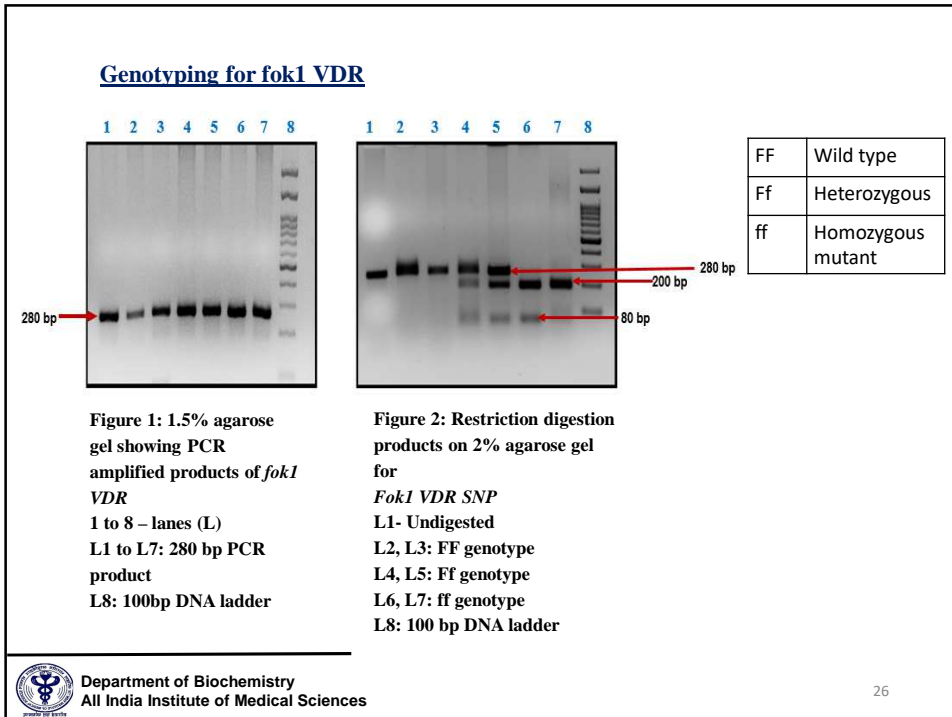 Genotyping for fok1 VDR
1 2 3 4 5 6 7 8
280 bp
Figure 1: 1.5% agarose
gel showing PCR
amplified products of fok1
VDR
1 to 8 – lanes (L)
L1 to L7: 280 bp PCR
product
L8: 100bp DNA ladder
1 2 3 4 5 6 7 8
280 bp
200 bp
80 bp
Figure 2: Restriction digestion
products on 2% agarose gel
for
Fok1 VDR SNP
L1- Undigested
L2, L3: FF genotype
L4, L5: Ff genotype
L6, L7: ff genotype
L8: 100 bp DNA ladder
FF Wild type
Ff Heterozygous
ff Homozygous
mutant
Department of Biochemistry
All India Institute of Medical Sciences
26